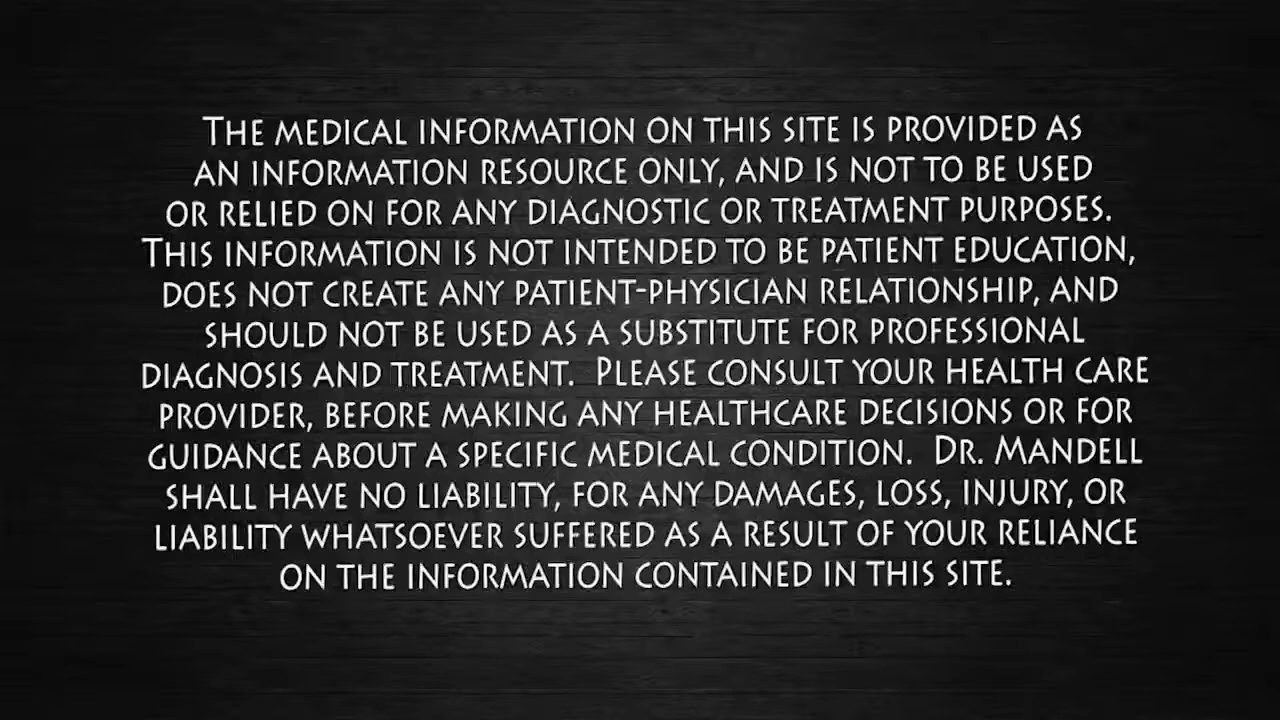 The medical information on this site is provided as
an information resource only, and is not to be used
or relied on for any diagnostic or treatment purposes.
This information is not intended to be patient education,
does not create any patient-physician relationship, and
should not be used as a substitute for professional
diagnosis and treatment.  Please consult your health care
provider, before making any healthcare decisions or for
guidance about a specific medical condition.  Dr. Mandell
shall have no liability, for any damages, loss, injury, or
liability whatsoever suffered as a result of your reliance
on the information contained in this site.